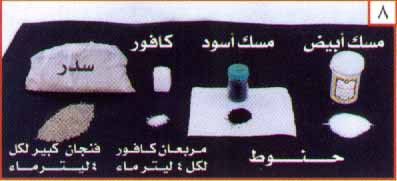 ٨
مسك أبيض
مسك أسود
كافور
سدر
حنوط
مربعان كافور
لكل ٤ ليتر ماء
فنجان كبير لكل
٤ ليتر ماء